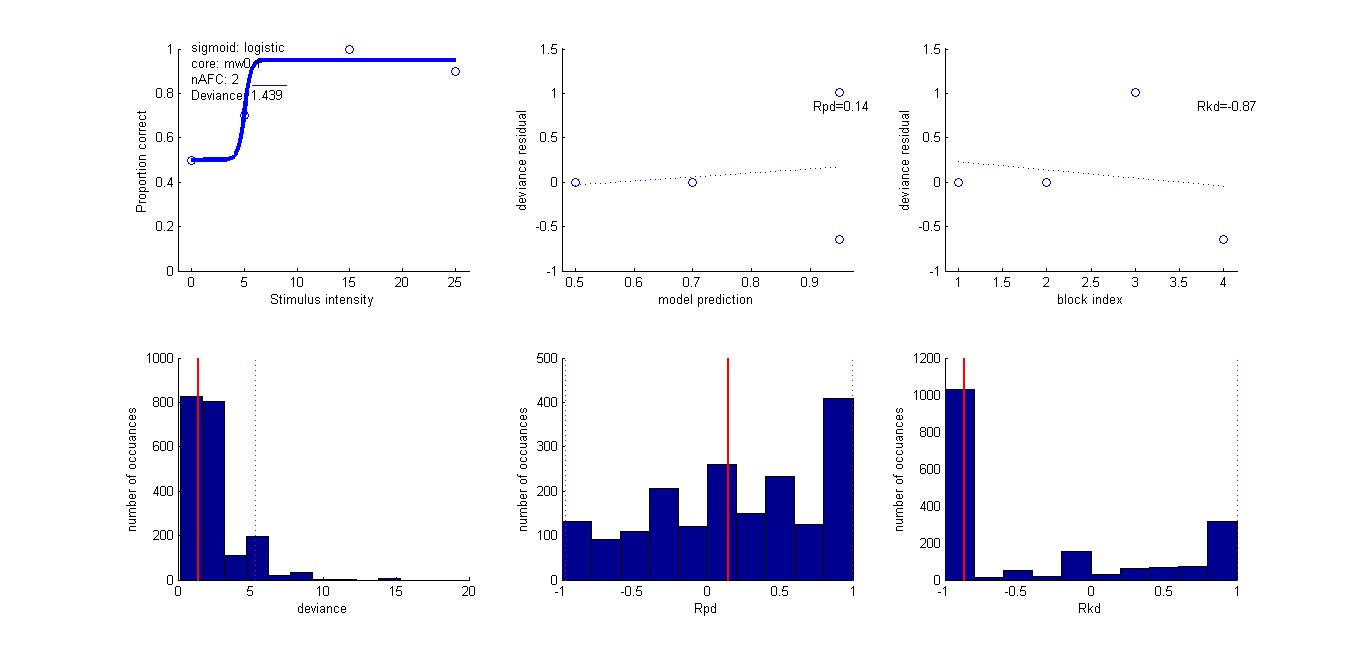 sigmoid: logistic
core: mw0.1
nAFC: 2
Deviance: 1.439
1
0.8
0.6
0.4
0.2
0
Proportion correct
0 5 10 15 20 25
Stimulus intensity
1.5
1
0.5
0
-0.5
-1
deviance residual
Rpd=0.14
0.5 0.6 0.7 0.8 0.9
model prediction
1.5
1
0.5
0
-0.5
-1
deviance residual
Rkd=-0.87
1 1.5 2 2.5 3 3.5 4
block index
1000
800
600
400
200
0
number of occuances
0 5 10 15 20
deviance
500
400
300
200
100
0
number of occuances
-1 -0.5 0 0.5 1
Rpd
1200
1000
800
600
400
200
0
number of occuances
-1 -0.5 0 0.5 1
Rkd